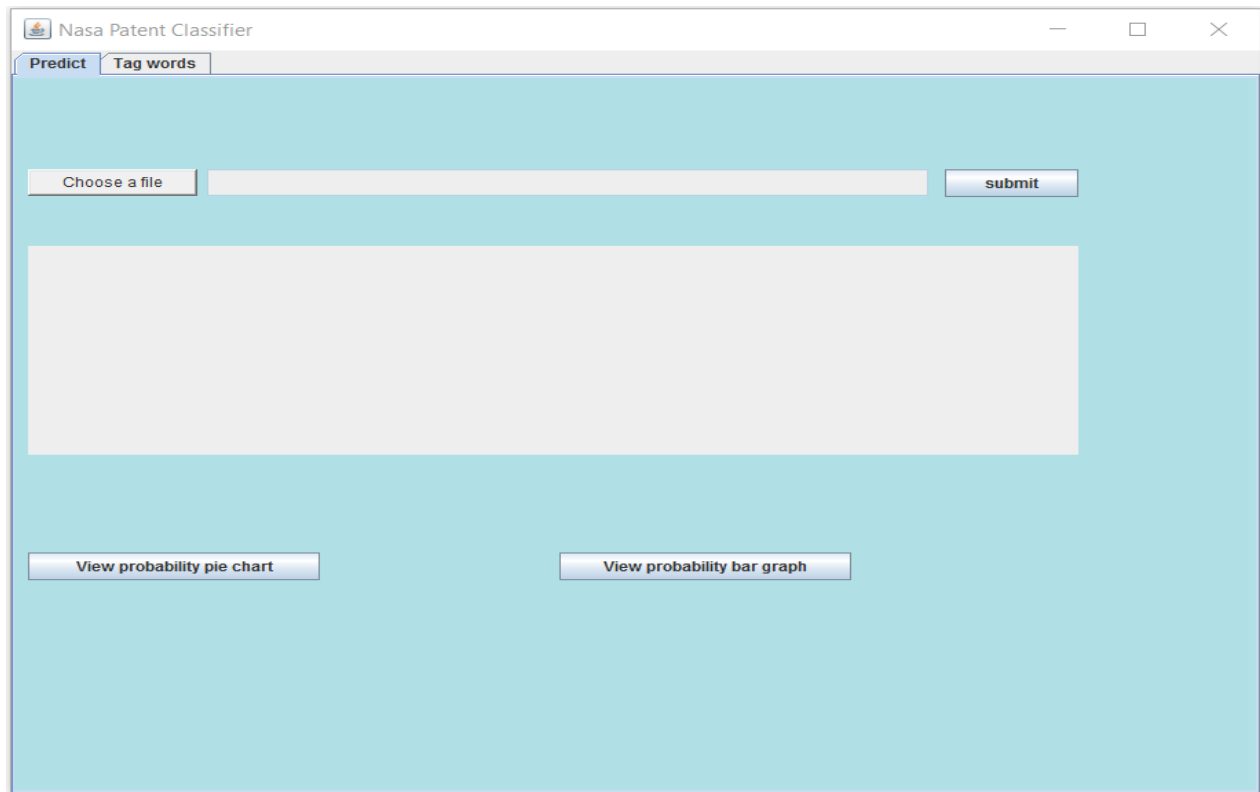 Nasa Patent Classifier
Predict Tag words
Choose a file submit
View probability pie chart View probability bar graph